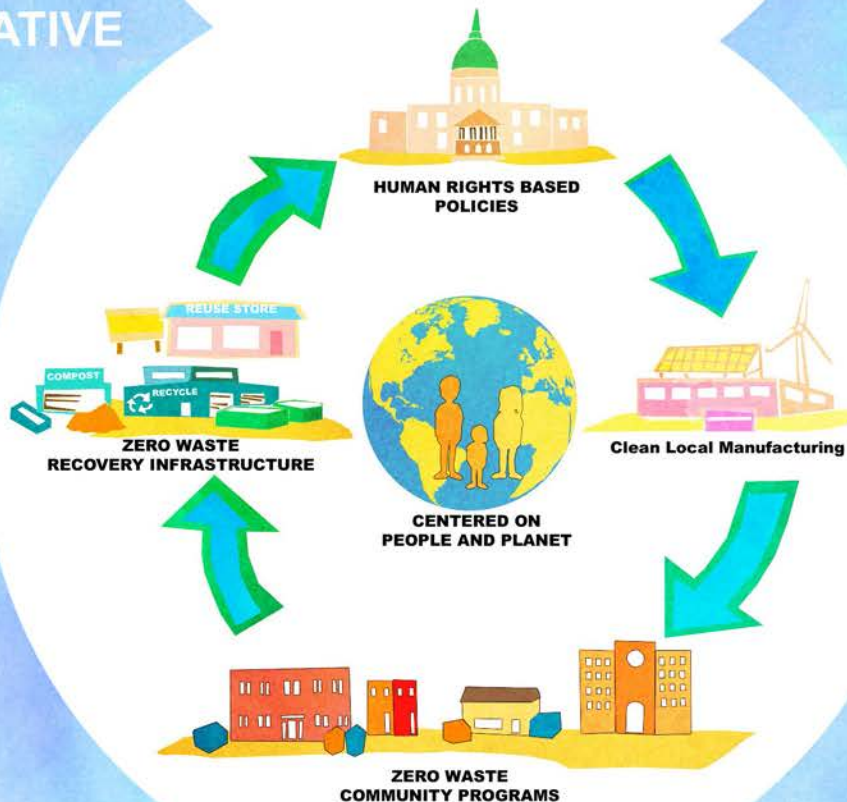 HUMAN RIGHTS BASED
POLICIES
REUSE STORE
COMPOST
RECYCLE
ZERO WASTE
RECOVERY INFRASTRUCTURE
Clean Local Manufacturing
CENTERED ON
PEOPLE AND PLANET
ZERO WASTE
COMMUNITY PROGRAMS